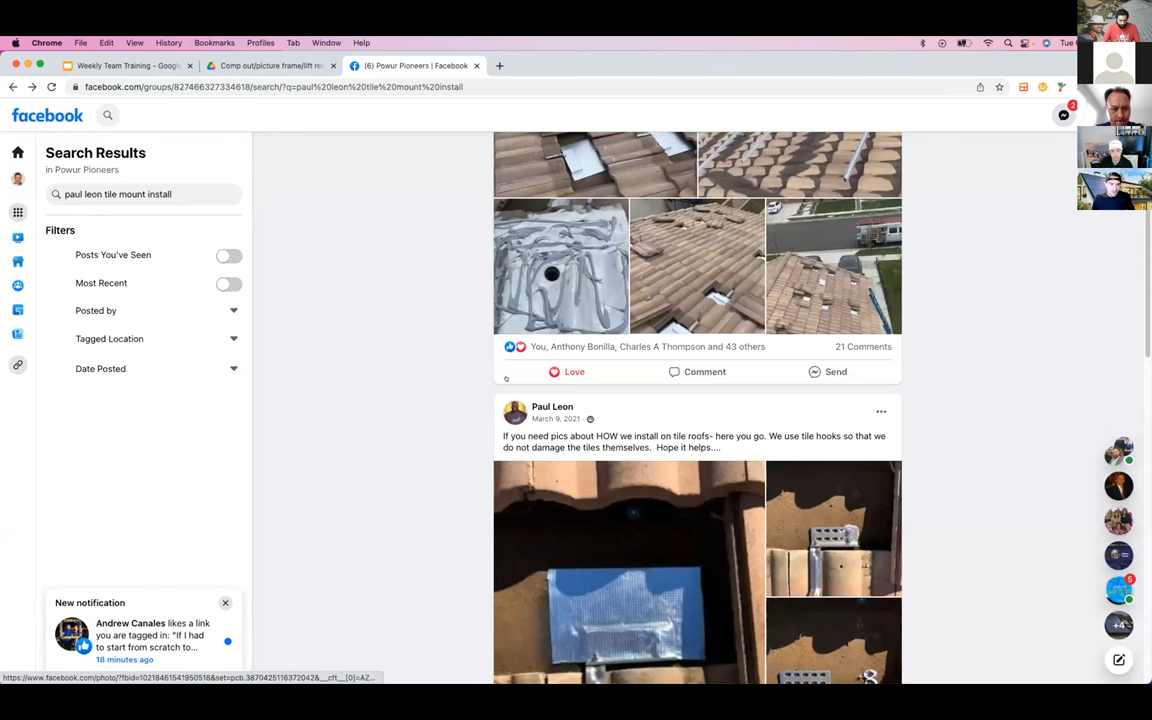 Chrome File Edit View History Bookmarks Profiles Tab Window Help
Tue
Weekly Team Training - Googl
Comp out/picture frame/lift re
(6) Powur Pioneers | Facebook
facebook.com/groups/827466327334618/search/?q=paul%20leon%20tile%20mount%20install
facebook
2
Search Results
in Powur Pioneers
paul leon tile mount install
Filters
Posts You've Seen
Most Recent
Posted by
Tagged Location
Date Posted
You, Anthony Bonilla, Charles A Thompson and 43 others
21 Comments
Love
Comment
Send
Paul Leon
March 9, 2021
If you need pics about HOW we install on tile roofs- here you go. We use tile hooks so that we
do not damage the tiles themselves. Hope it helps....
5
+4
New notification
Andrew Canales likes a link
you are tagged in: "If I had
to start from scratch to...
18 minutes ago